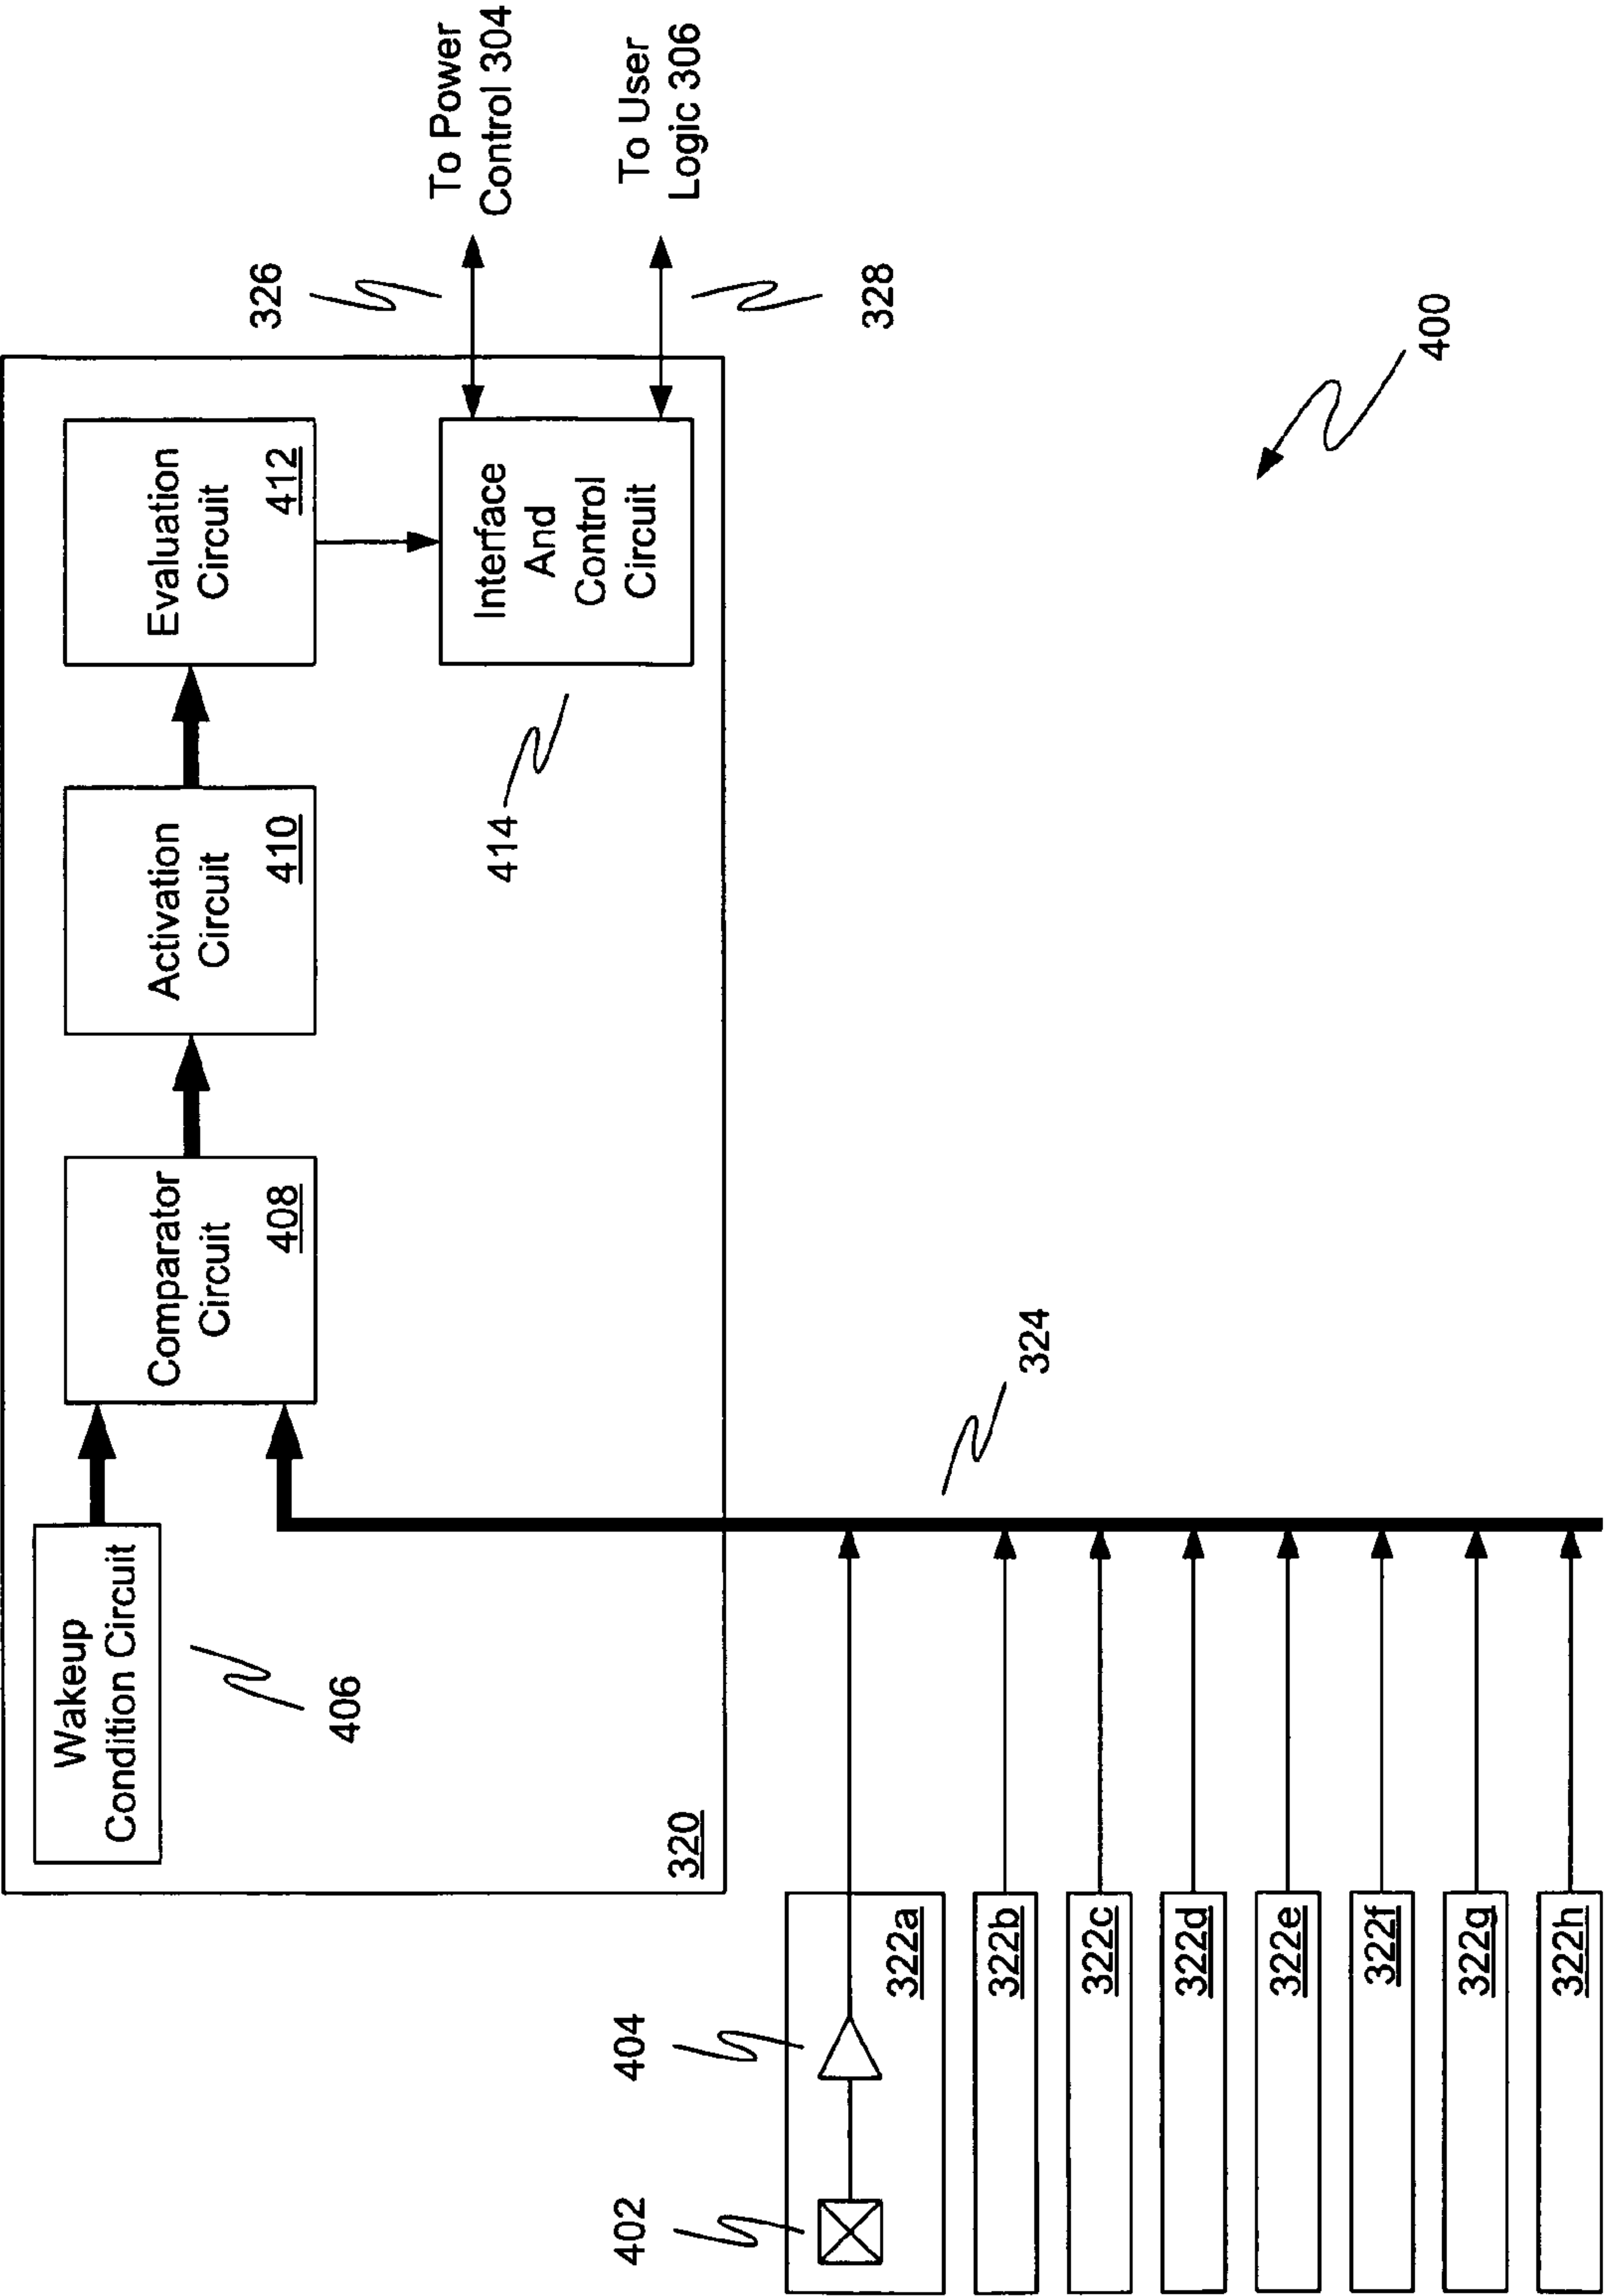 Wakeup
Condition Circuit
406
Comparator
Circuit
408
Activation
Circuit
410
Evaluation
Circuit
412
Interface
And
Control
Circuit
414
326
To Power
Control 304
To User
Logic 306
328
320
324
402
404
322a
322b
322c
322d
322e
322f
322g
322h
400